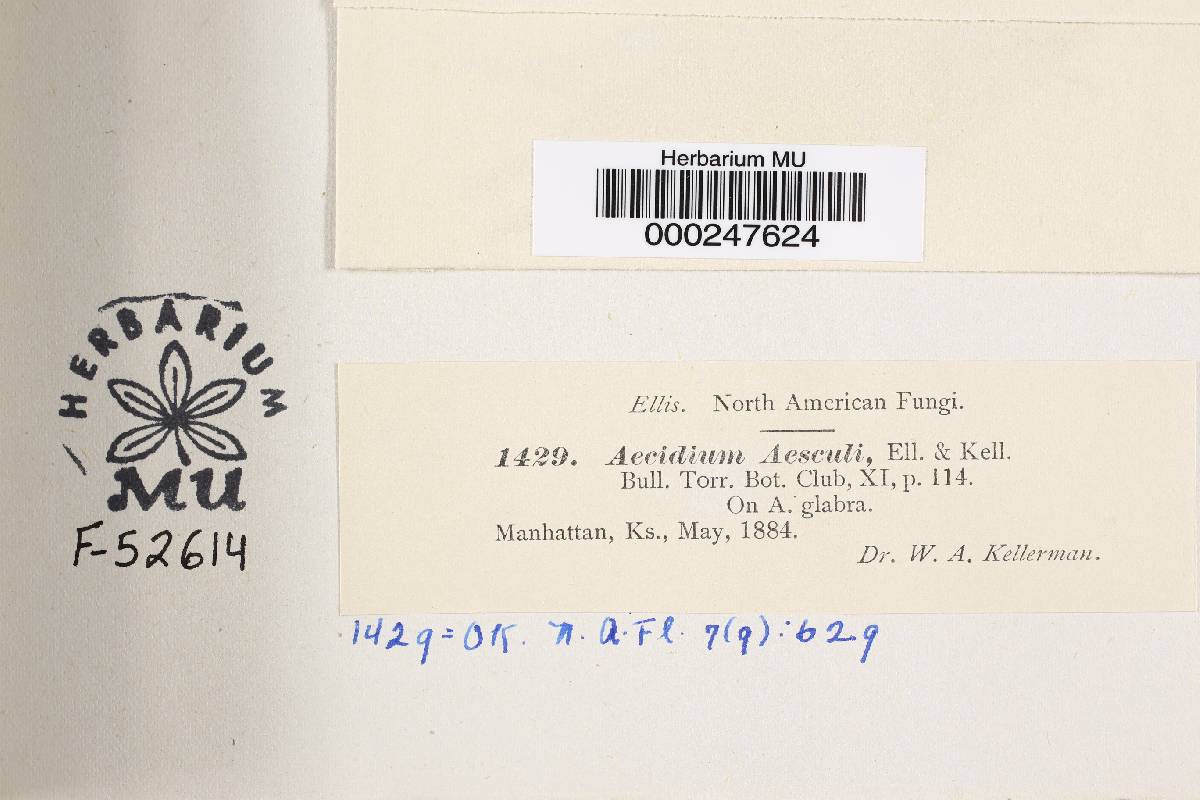 Herbarium MU
000247624
HERBARIUM
MU
F-52614
Ellis. North American Fungi.
1429. Aecidium Aesculi, Ell. & Kell.
Bull. Torr. Bot. Club, XI, p. 114.
On A. glabra.
Manhattan, Ks., May, 1884.
Dr. W. A. Kellerman.
1429=OK. N. A. Fl. 7(9):629